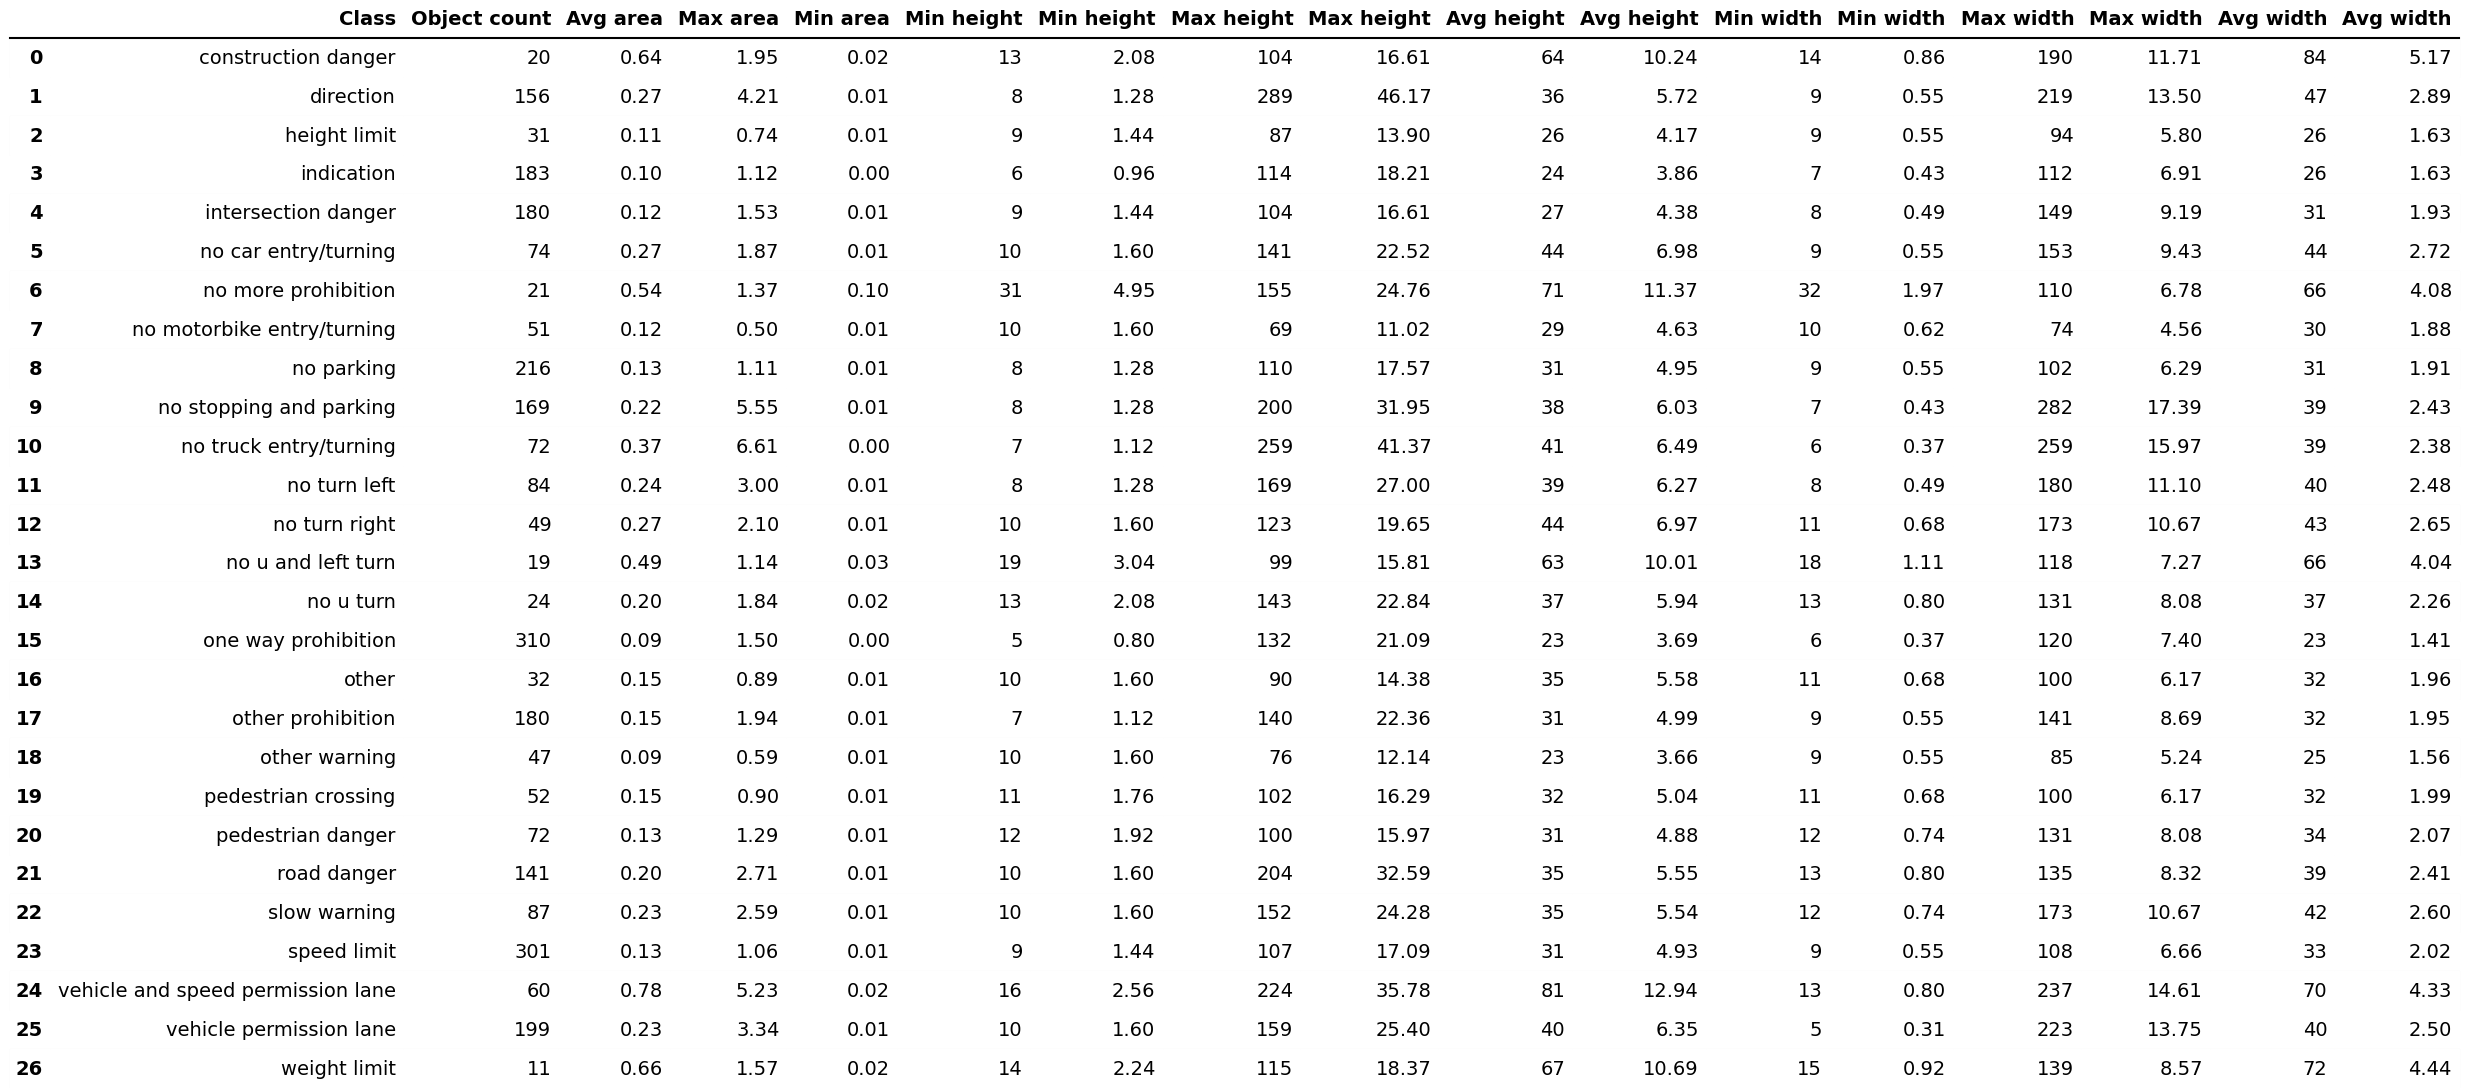 Class Object count Avg area Max area Min area Min height Min height Max height Max height Avg height Avg height Min width Min width Max width Max width Avg width Avg width
0 construction danger 20 0.64 1.95 0.02 13 2.08 104 16.61 64 10.24 14 0.86 190 11.71 84 5.17
1 direction 156 0.27 4.21 0.01 8 1.28 289 46.17 36 5.72 9 0.55 219 13.50 47 2.89
2 height limit 31 0.11 0.74 0.01 9 1.44 87 13.90 26 4.17 9 0.55 94 5.80 26 1.63
3 indication 183 0.10 1.12 0.00 6 0.96 114 18.21 24 3.86 7 0.43 112 6.91 26 1.63
4 intersection danger 180 0.12 1.53 0.01 9 1.44 104 16.61 27 4.38 8 0.49 149 9.19 31 1.93
5 no car entry/turning 74 0.27 1.87 0.01 10 1.60 141 22.52 44 6.98 9 0.55 153 9.43 44 2.72
6 no more prohibition 21 0.54 1.37 0.10 31 4.95 155 24.76 71 11.37 32 1.97 110 6.78 66 4.08
7 no motorbike entry/turning 51 0.12 0.50 0.01 10 1.60 69 11.02 29 4.63 10 0.62 74 4.56 30 1.88
8 no parking 216 0.13 1.11 0.01 8 1.28 110 17.57 31 4.95 9 0.55 102 6.29 31 1.91
9 no stopping and parking 169 0.22 5.55 0.01 8 1.28 200 31.95 38 6.03 7 0.43 282 17.39 39 2.43
10 no truck entry/turning 72 0.37 6.61 0.00 7 1.12 259 41.37 41 6.49 6 0.37 259 15.97 39 2.38
11 no turn left 84 0.24 3.00 0.01 8 1.28 169 27.00 39 6.27 8 0.49 180 11.10 40 2.48
12 no turn right 49 0.27 2.10 0.01 10 1.60 123 19.65 44 6.97 11 0.68 173 10.67 43 2.65
13 no u and left turn 19 0.49 1.14 0.03 19 3.04 99 15.81 63 10.01 18 1.11 118 7.27 66 4.04
14 no u turn 24 0.20 1.84 0.02 13 2.08 143 22.84 37 5.94 13 0.80 131 8.08 37 2.26
15 one way prohibition 310 0.09 1.50 0.00 5 0.80 132 21.09 23 3.69 6 0.37 120 7.40 23 1.41
16 other 32 0.15 0.89 0.01 10 1.60 90 14.38 35 5.58 11 0.68 100 6.17 32 1.96
17 other prohibition 180 0.15 1.94 0.01 7 1.12 140 22.36 31 4.99 9 0.55 141 8.69 32 1.95
18 other warning 47 0.09 0.59 0.01 10 1.60 76 12.14 23 3.66 9 0.55 85 5.24 25 1.56
19 pedestrian crossing 52 0.15 0.90 0.01 11 1.76 102 16.29 32 5.04 11 0.68 100 6.17 32 1.99
20 pedestrian danger 72 0.13 1.29 0.01 12 1.92 100 15.97 31 4.88 12 0.74 131 8.08 34 2.07
21 road danger 141 0.20 2.71 0.01 10 1.60 204 32.59 35 5.55 13 0.80 135 8.32 39 2.41
22 slow warning 87 0.23 2.59 0.01 10 1.60 152 24.28 35 5.54 12 0.74 173 10.67 42 2.60
23 speed limit 301 0.13 1.06 0.01 9 1.44 107 17.09 31 4.93 9 0.55 108 6.66 33 2.02
24 vehicle and speed permission lane 60 0.78 5.23 0.02 16 2.56 224 35.78 81 12.94 13 0.80 237 14.61 70 4.33
25 vehicle permission lane 199 0.23 3.34 0.01 10 1.60 159 25.40 40 6.35 5 0.31 223 13.75 40 2.50
26 weight limit 11 0.66 1.57 0.02 14 2.24 115 18.37 67 10.69 15 0.92 139 8.57 72 4.44